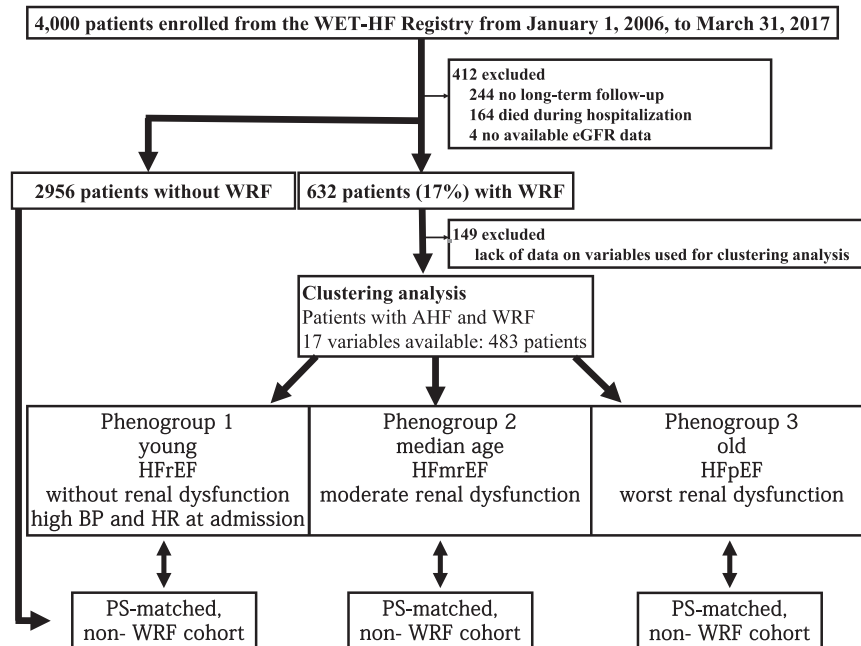 4,000 patients enrolled from the WET-HF Registry from January 1, 2006, to March 31, 2017
412 excluded
244 no long-term follow-up
164 died during hospitalization
4 no available eGFR data
2956 patients without WRF
632 patients (17%) with WRF
149 excluded
lack of data on variables used for clustering analysis
Clustering analysis
Patients with AHF and WRF
17 variables available: 483 patients
Phenogroup 1
young
HFrEF
without renal dysfunction
high BP and HR at admission
Phenogroup 2
median age
HFmrEF
moderate renal dysfunction
Phenogroup 3
old
HFpEF
worst renal dysfunction
PS-matched,
non- WRF cohort
PS-matched,
non- WRF cohort
PS-matched,
non- WRF cohort